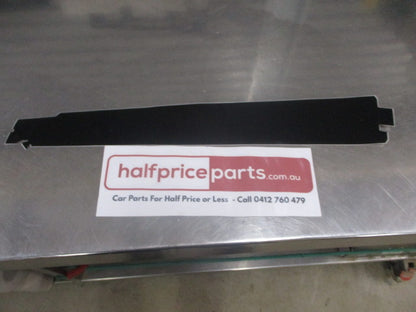 halfpriceparts.com.au
Car Parts For Half Price or Less - Call 0412 760 479